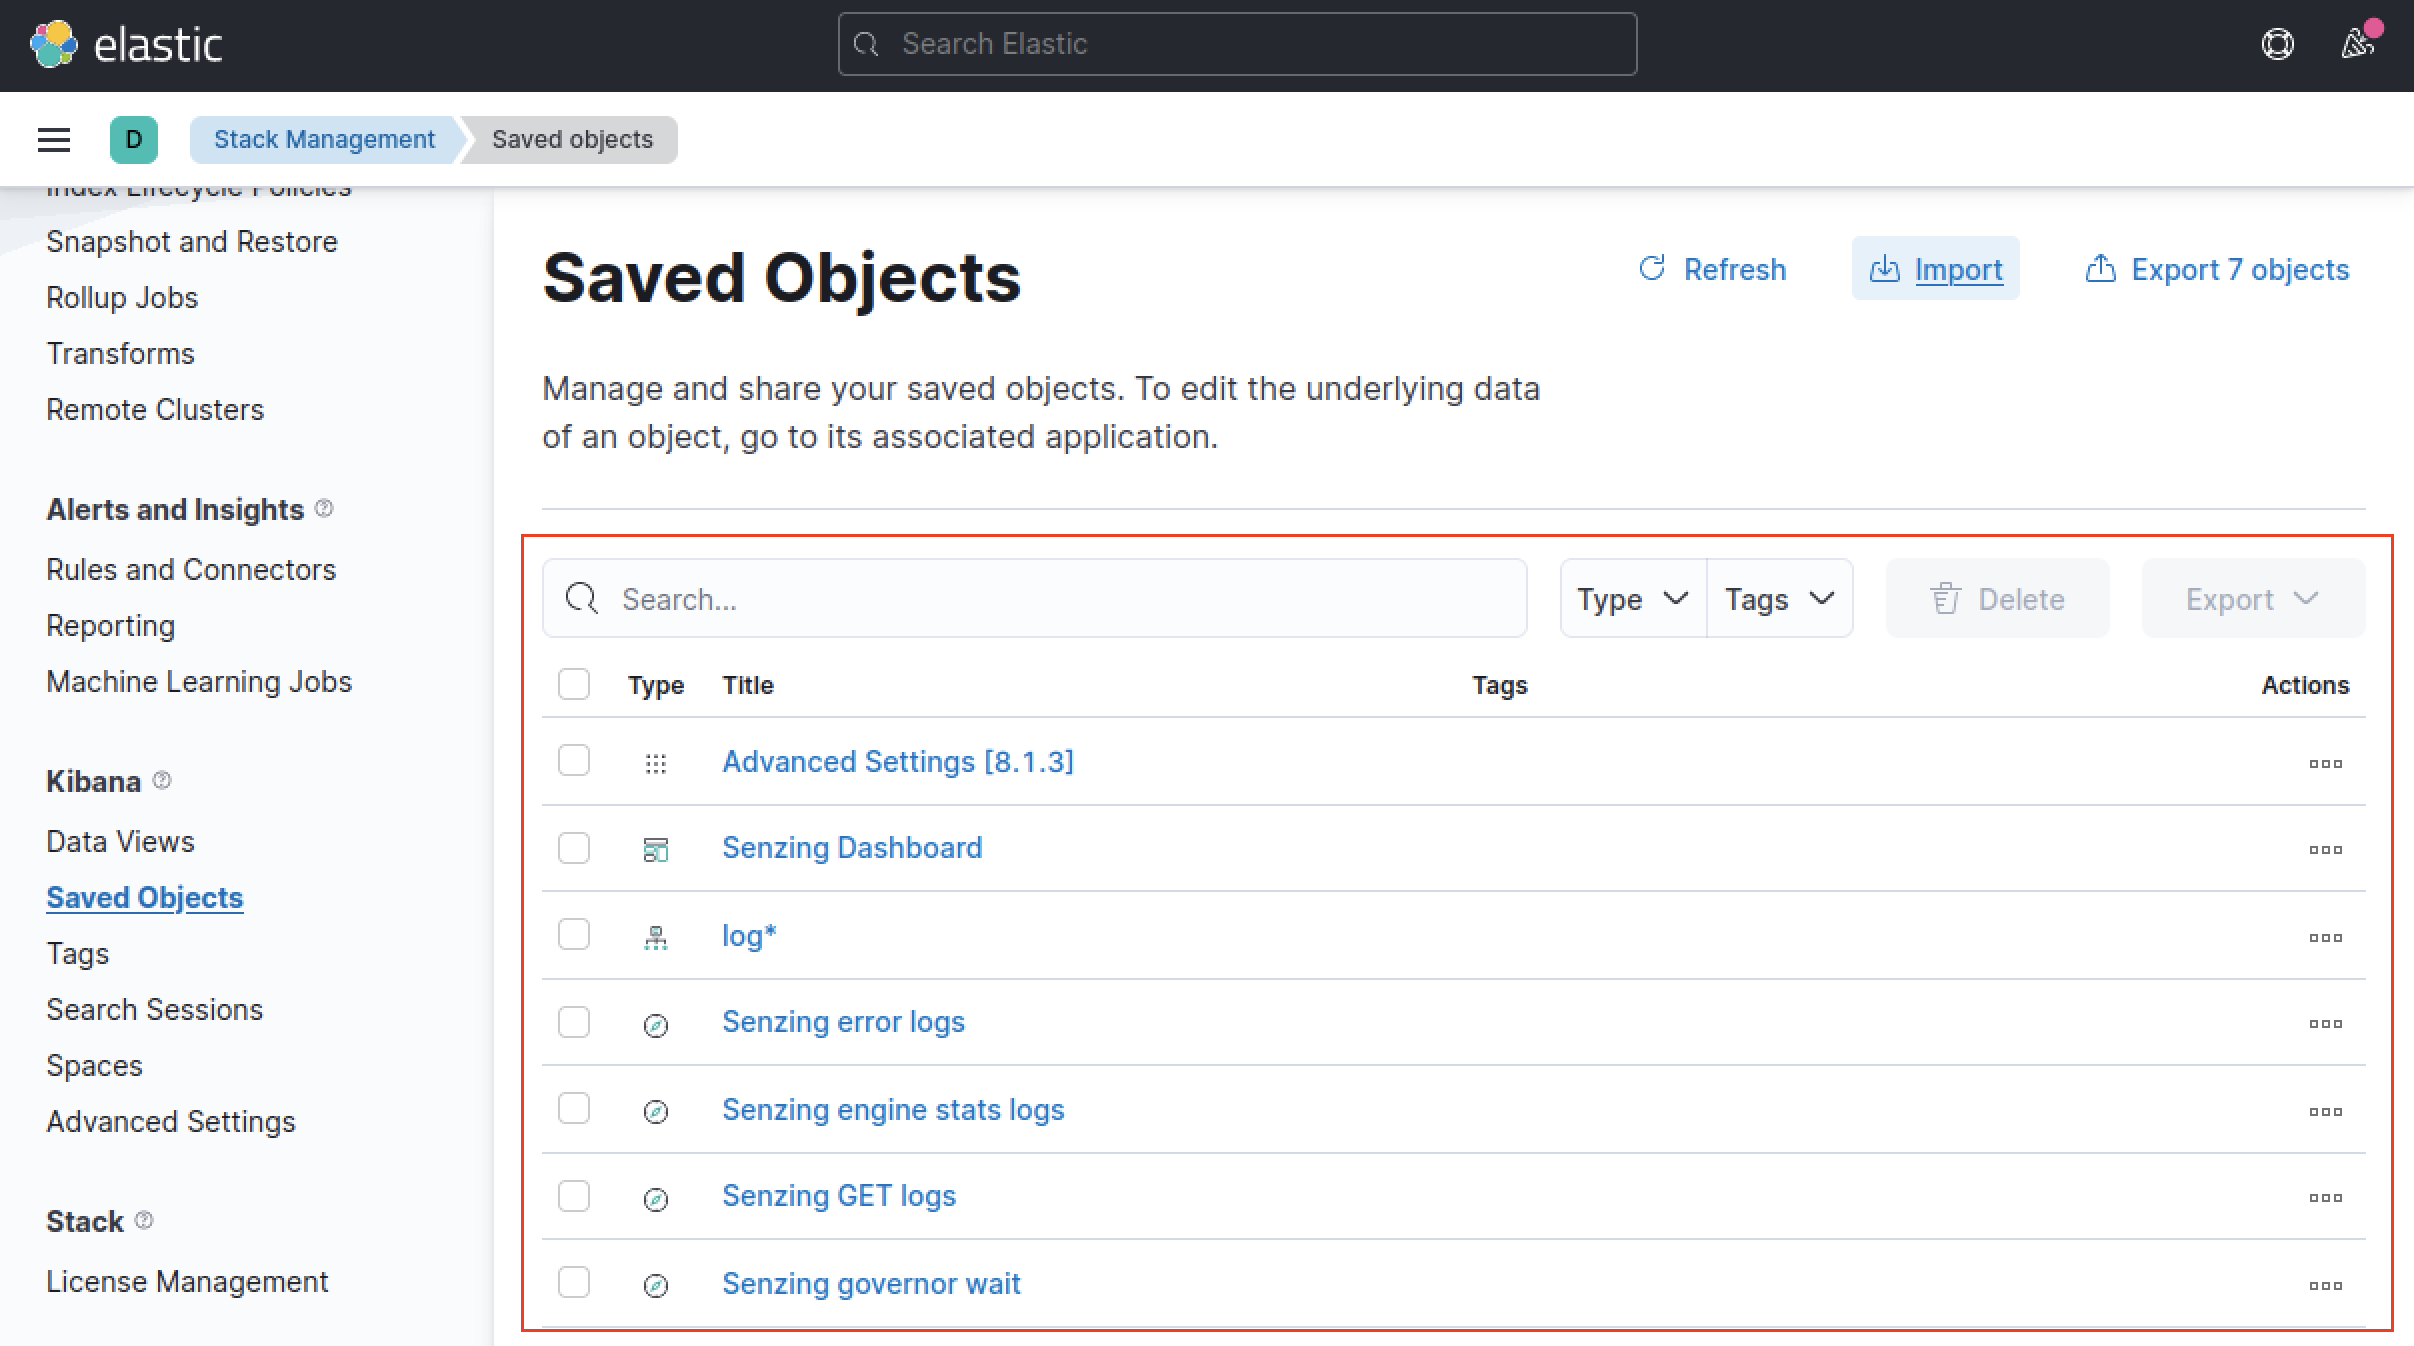 elastic
Search Elastic
D
Stack Management
Saved objects
Index Lifecycle Policies
Snapshot and Restore
Rollup Jobs
Transforms
Remote Clusters
Alerts and Insights
Rules and Connectors
Reporting
Machine Learning Jobs
Kibana
Data Views
Saved Objects
Tags
Search Sessions
Spaces
Advanced Settings
Stack
License Management
Saved Objects
Refresh
Import
Export 7 objects
Manage and share your saved objects. To edit the underlying data
of an object, go to its associated application.
Search...
Type
Tags
Delete
Export
Type Title Tags Actions
Advanced Settings [8.1.3]
Senzing Dashboard
log*
Senzing error logs
Senzing engine stats logs
Senzing GET logs
Senzing governor wait